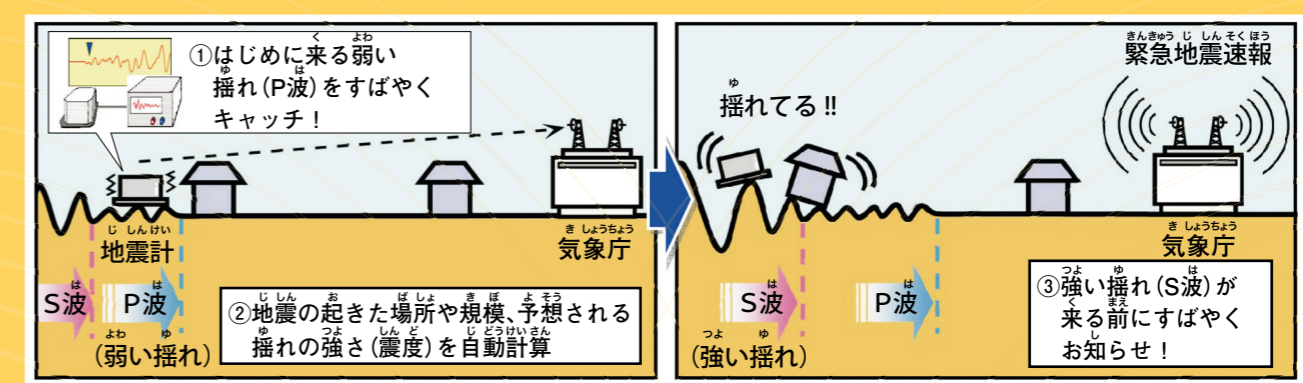 ①はじめに来る弱い
揺れ(P波)をすばやく
キャッチ！
地震計
気象庁
S波
P波
(弱い揺れ)
②地震の起きた場所や規模、予想される
揺れの強さ(震度)を自動計算
揺れてる!!
緊急地震速報
気象庁
S波
P波
(強い揺れ)
③強い揺れ(S波)が
来る前にすばやく
お知らせ！